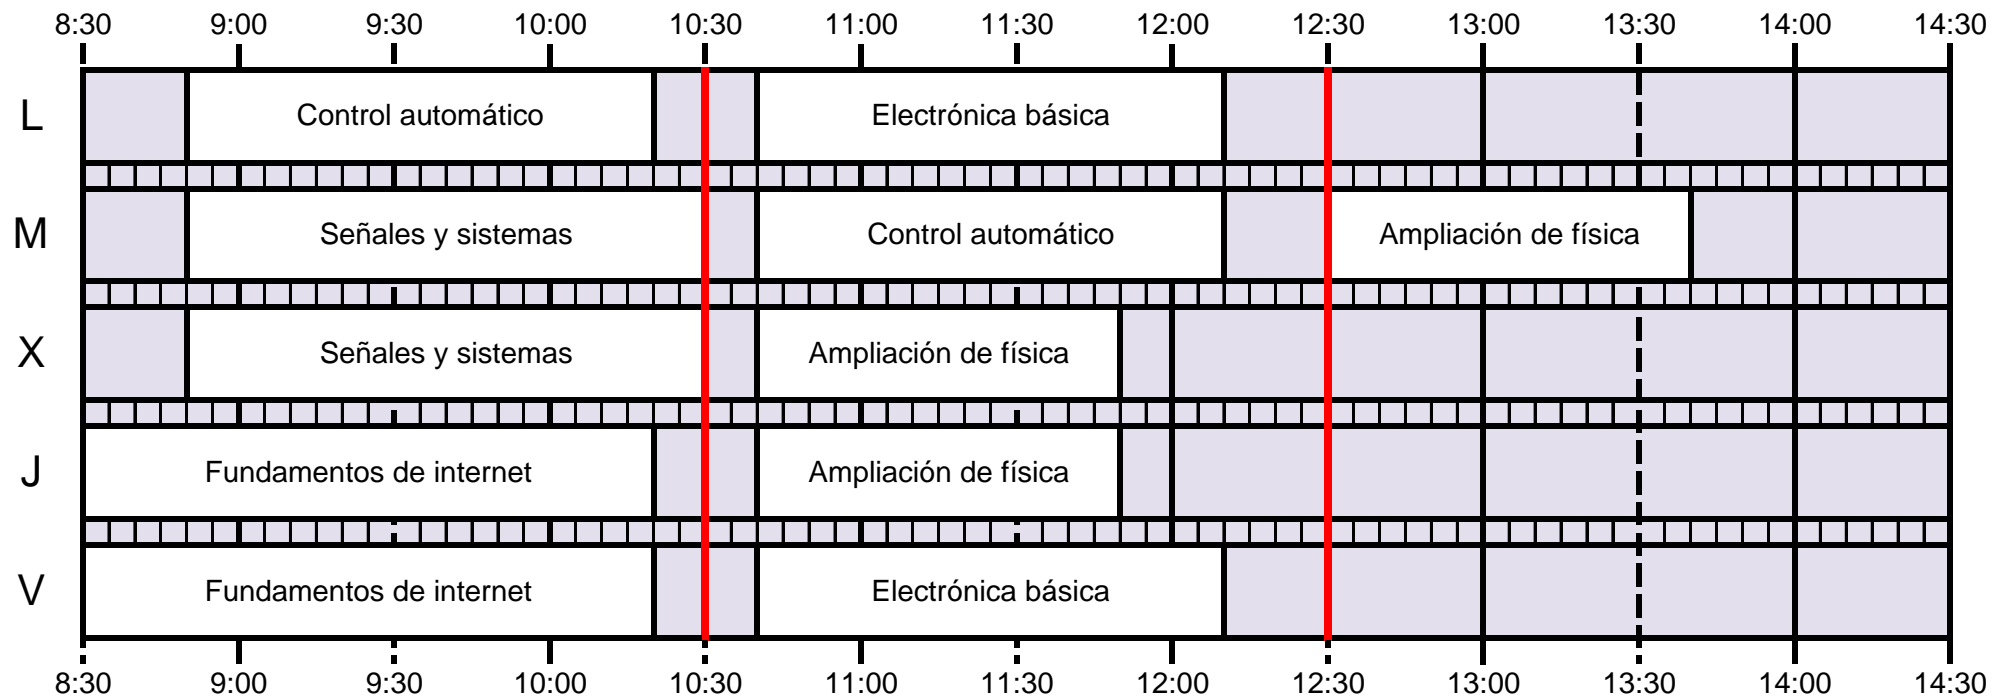 8:30 9:00 9:30 10:00 10:30 11:00 11:30 12:00 12:30 13:00 13:30 14:00 14:30
L Control automático Electrónica básica
M Señales y sistemas Control automático Ampliación de física
X Señales y sistemas Ampliación de física
J Fundamentos de internet Ampliación de física
V Fundamentos de internet Electrónica básica
8:30 9:00 9:30 10:00 10:30 11:00 11:30 12:00 12:30 13:00 13:30 14:00 14:30